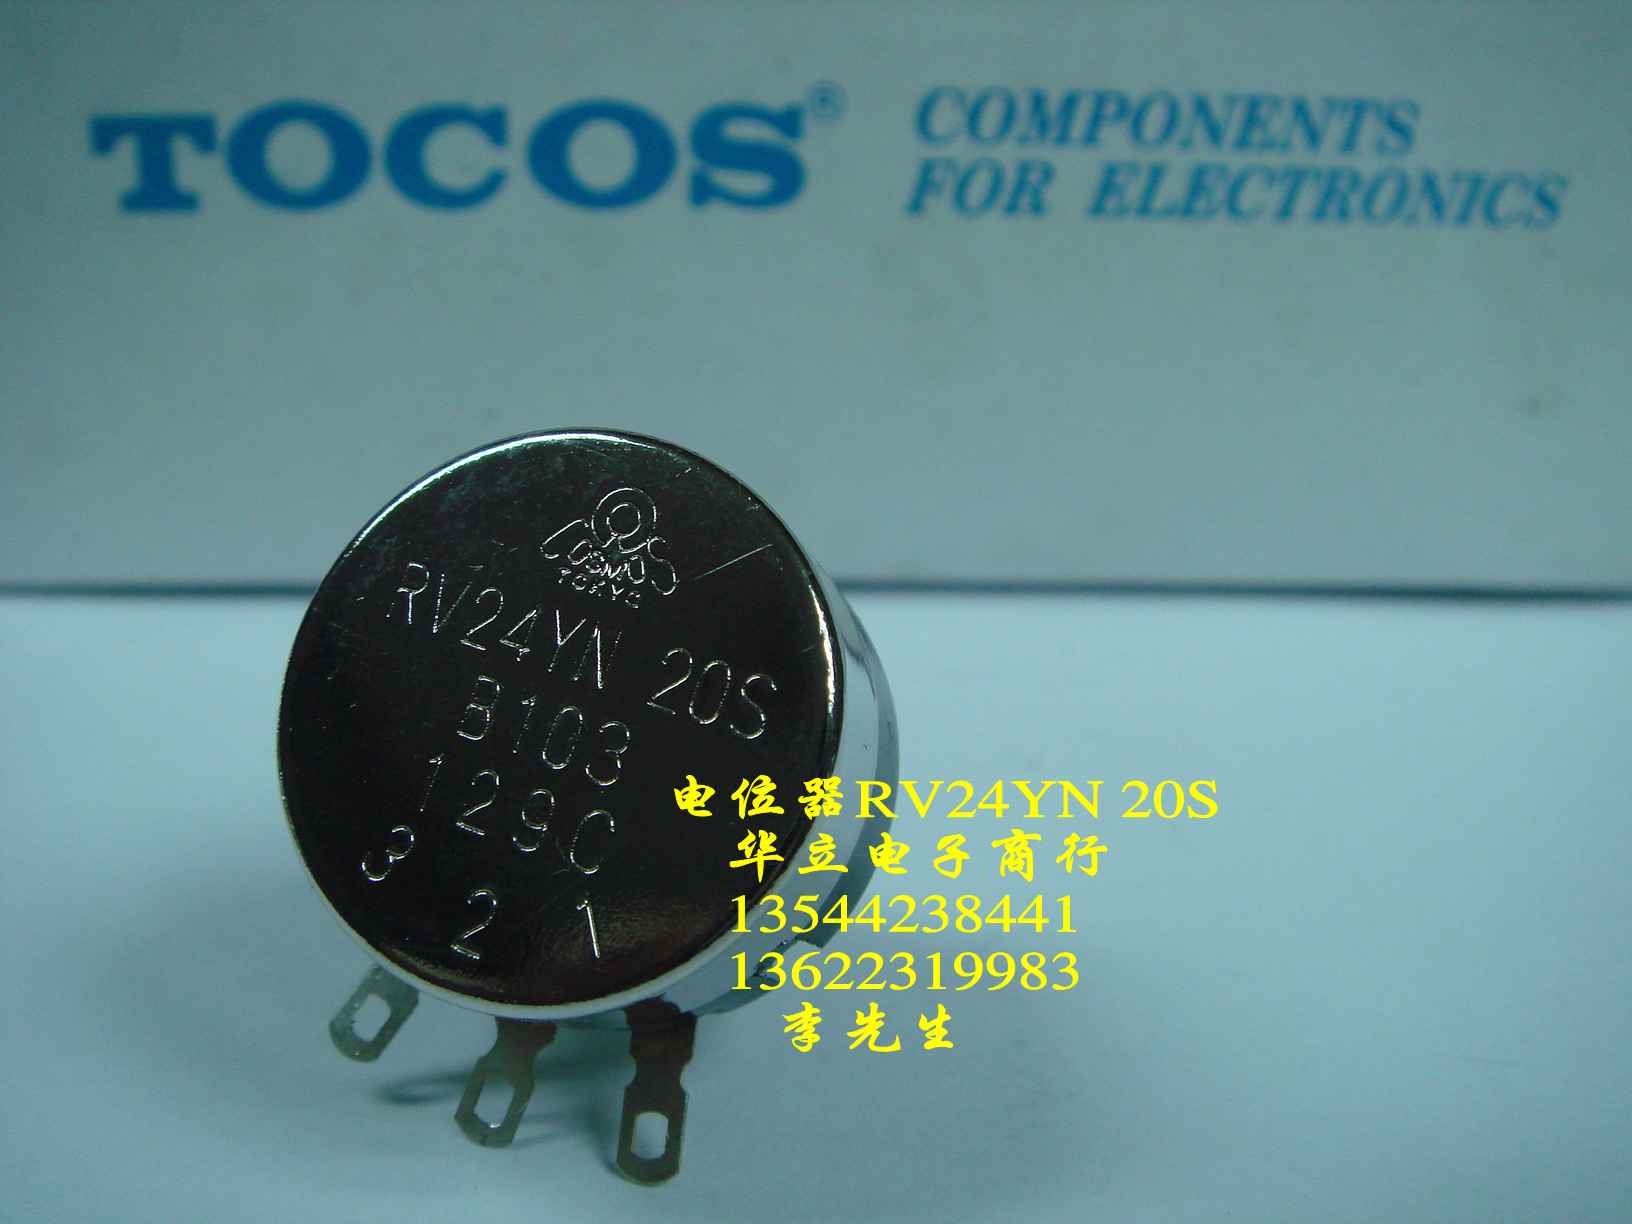 TOCOS®
COMPONENTS
FOR ELECTRONICS
COSMOS
TOKYO
RV24YN 20S
B103
129C
3 2 1
电位器RV24YN 20S
华立电子商行
13544238441
13622319983
李先生